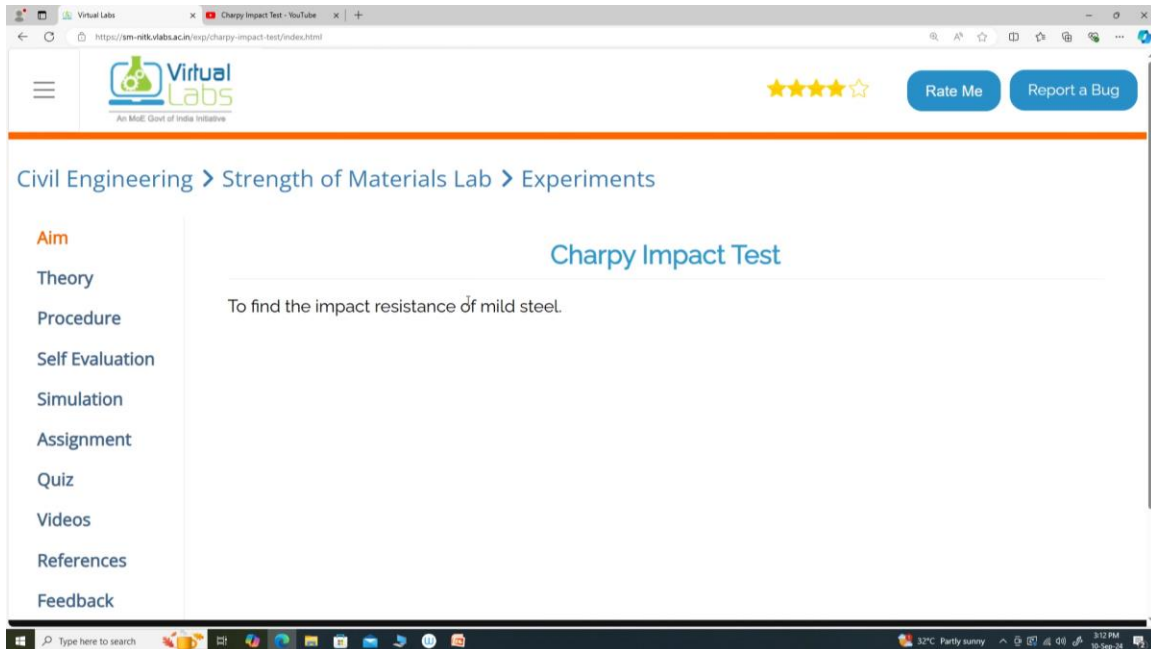 Virtual Labs
Charpy Impact Test - YouTube
https://sm-nitk.vlabs.ac.in/exp/charpy-impact-test/index.html
Virtual
Labs
An MoE Govt of India Initiative
Rate Me
Report a Bug
Civil Engineering > Strength of Materials Lab > Experiments
Aim
Theory
Procedure
Self Evaluation
Simulation
Assignment
Quiz
Videos
References
Feedback
Charpy Impact Test
To find the impact resistance of mild steel.
Type here to search
32°C Partly sunny
3:12 PM
10-Sep-24